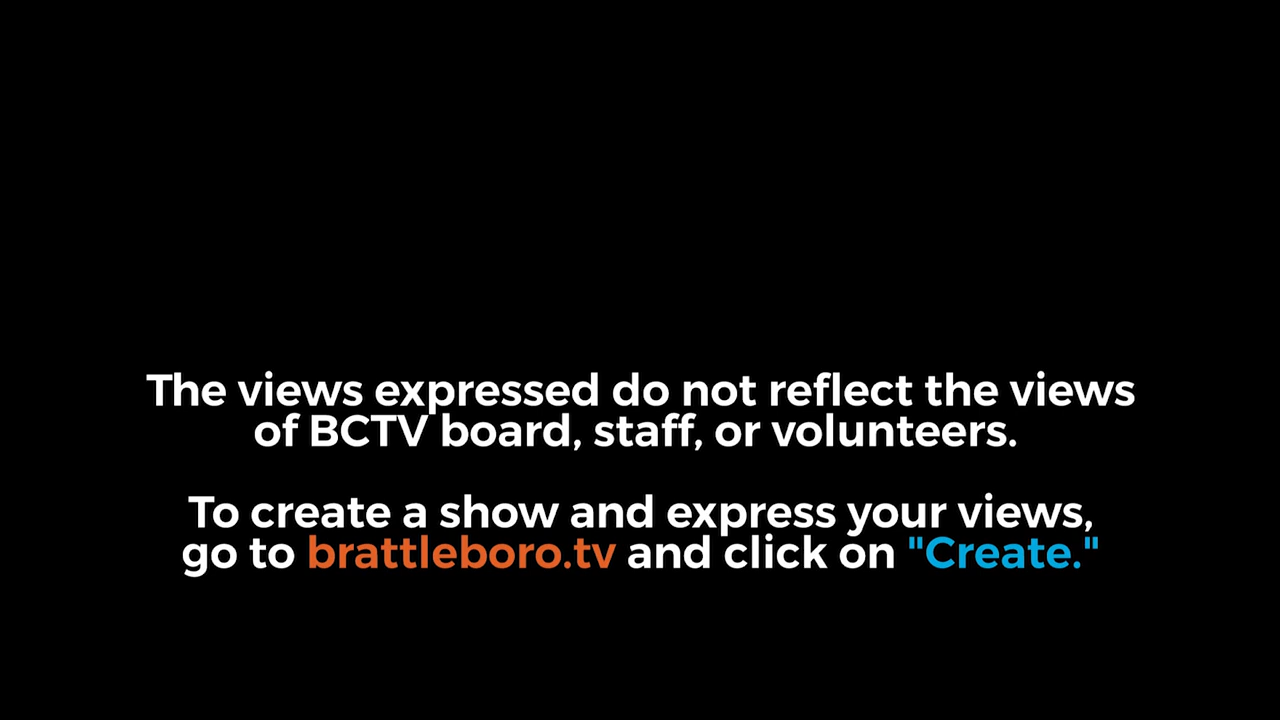 The views expressed do not reflect the views
of BCTV board, staff, or volunteers.
To create a show and express your views,
go to brattleboro.tv and click on "Create."